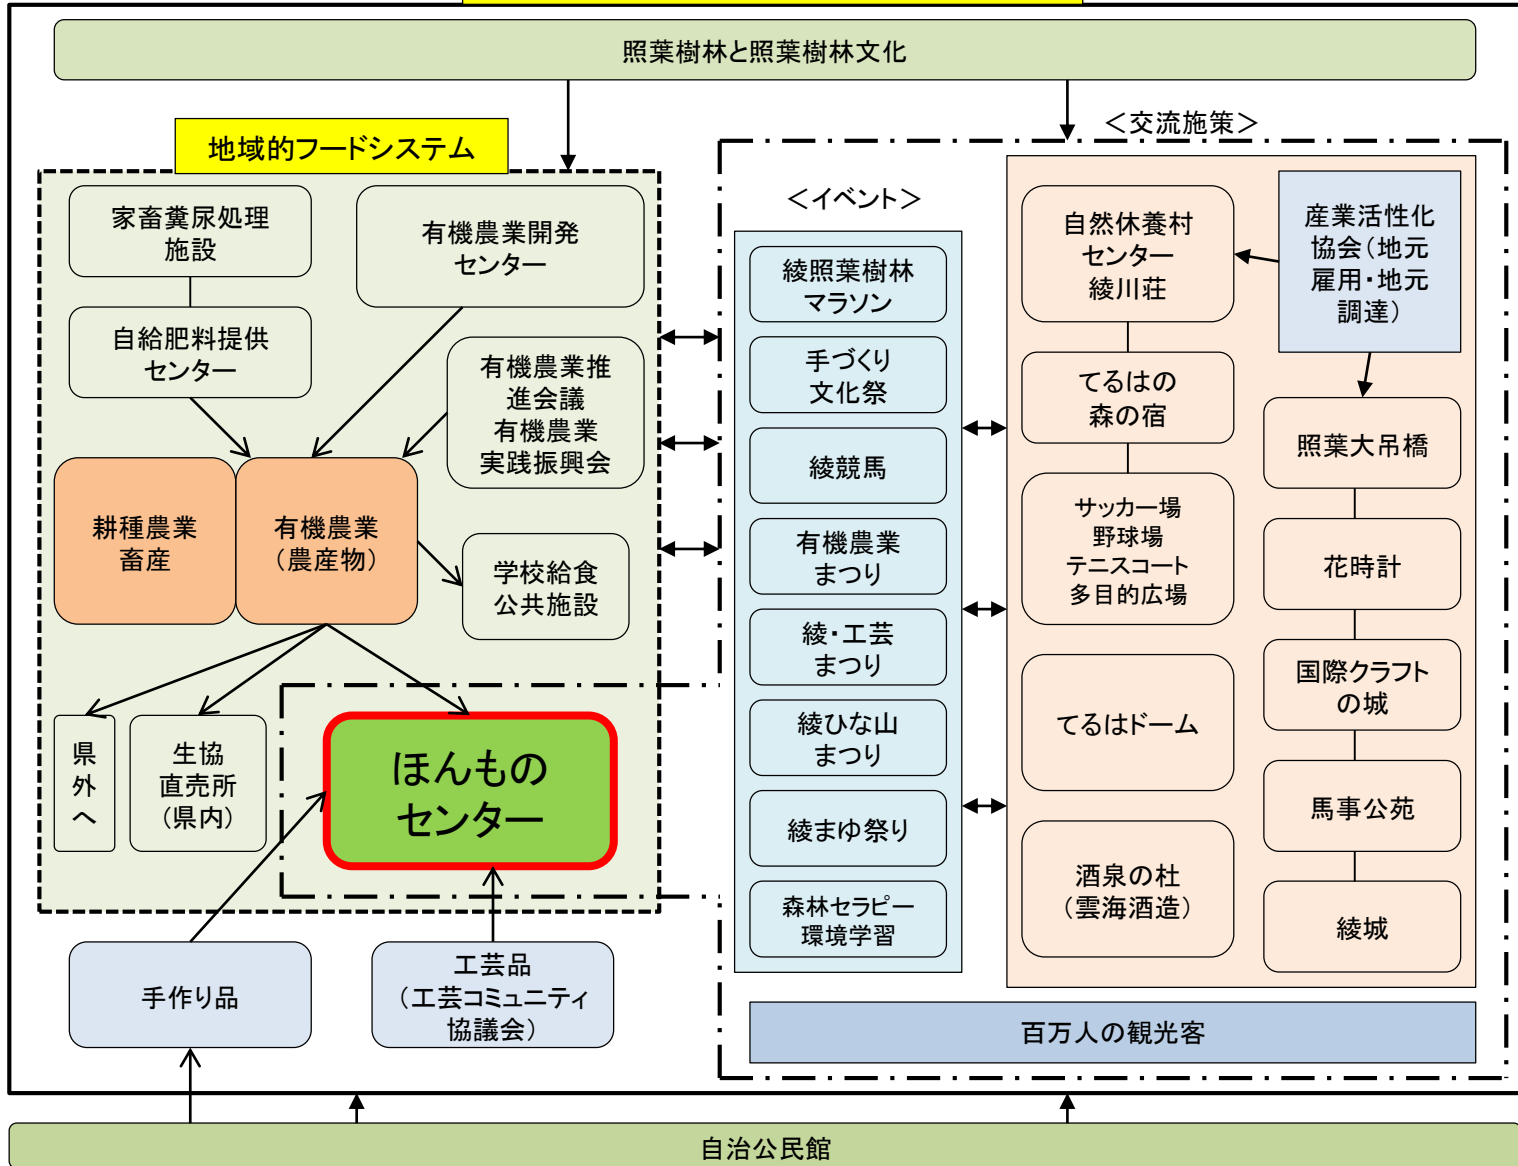 照葉樹林と照葉樹林文化
地域的フードシステム
家畜糞尿処理
施設
有機農業開発
センター
自給肥料提供
センター
有機農業推
進会議
有機農業
実践振興会
耕種農業
畜産
有機農業
(農産物)
学校給食
公共施設
県
外
へ
生協
直売所
(県内)
ほんもの
センター
手作り品
工芸品
(工芸コミュニティ
協議会)
<交流施策>
<イベント>
綾照葉樹林
マラソン
手づくり
文化祭
綾競馬
有機農業
まつり
綾・工芸
まつり
綾ひな山
まつり
綾まゆ祭り
森林セラピー
環境学習
自然休養村
センター
綾川荘
てるはの
森の宿
サッカー場
野球場
テニスコート
多目的広場
てるはドーム
酒泉の杜
(雲海酒造)
産業活性化
協会(地元
雇用・地元
調達)
照葉大吊橋
花時計
国際クラフト
の城
馬事公苑
綾城
百万人の観光客
自治公民館